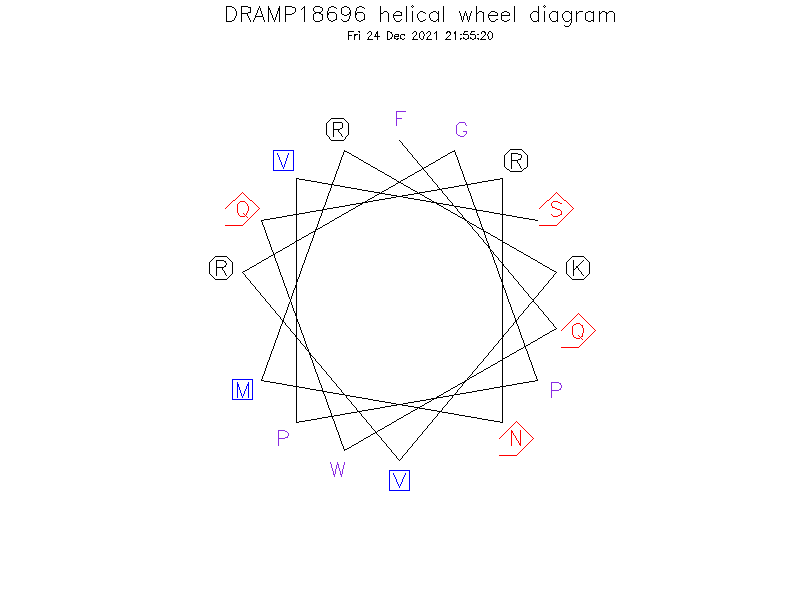 DRAMP18696 helical wheel diagram
Fri 24 Dec 2021 21:55:20
F
R G
V R
Q S
R K
Q
M P
P N
W
V